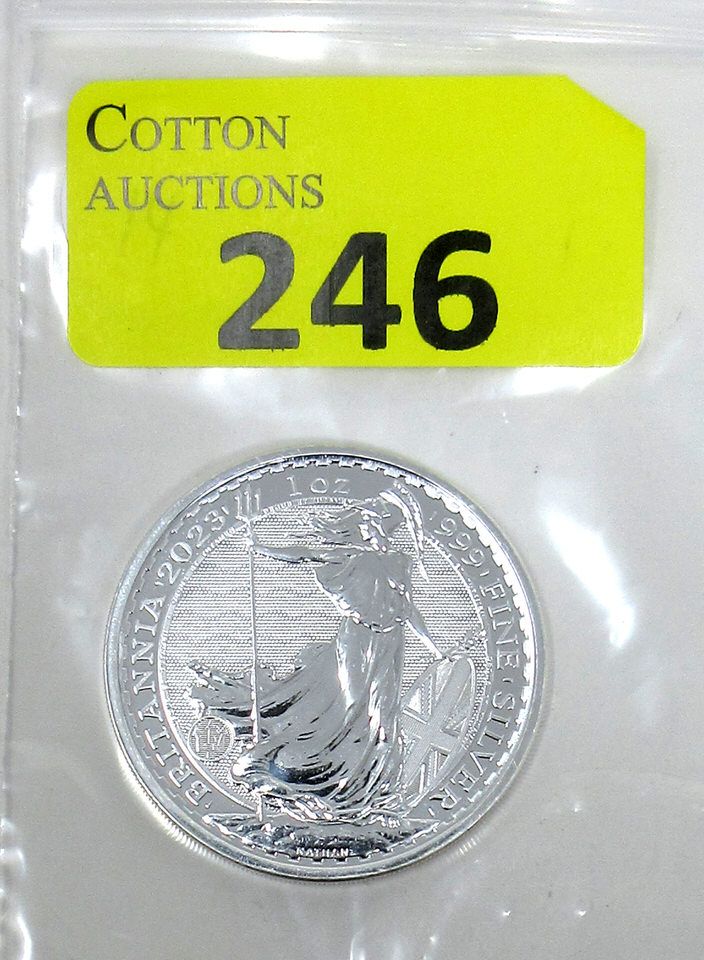 COTTON
AUCTIONS
246
BRITANNIA 2023 1 OZ 999 FINE SILVER
NATHAN